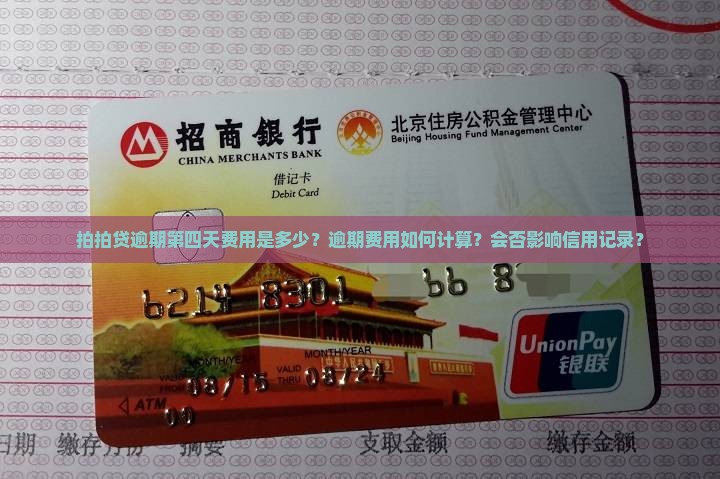 招商銀行
CHINA MERCHANTS BANK
北京住房公积金管理中心
Beijing Housing Fund Management Center
借记卡
Debit Card
拍拍贷逾期第四天费用是多少？逾期费用如何计算？会否影响信用记录？
6214 8301 66 8
UnionPay
银联
MONTH/YEAR MONTH/YEAR
VALID THRU
08/15 08/24
ATM
00
日期 缴存月份 摘要 支取金额 缴存金额